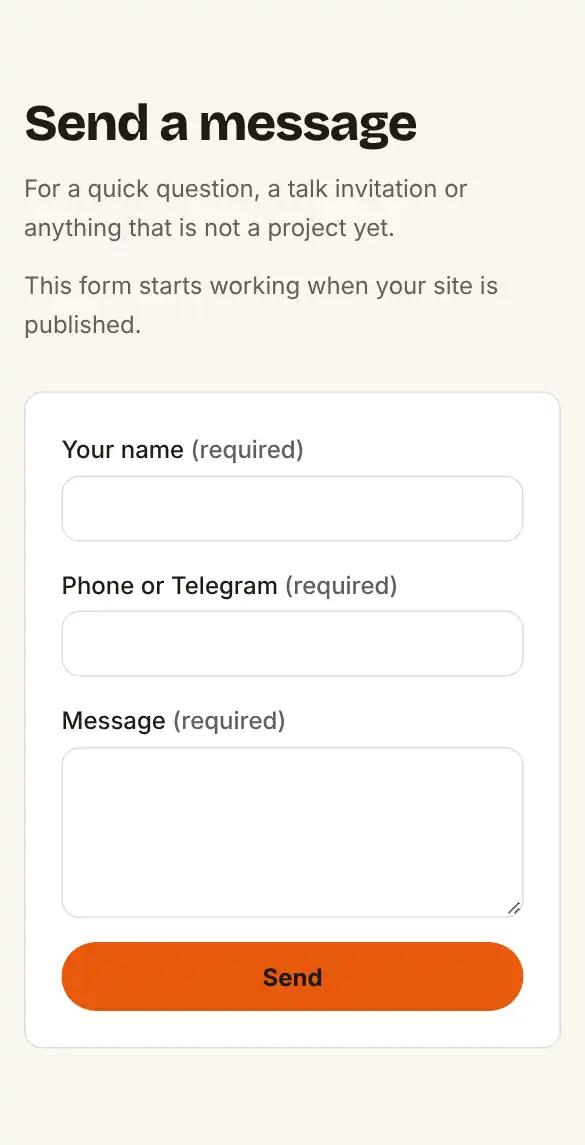 Send a message
For a quick question, a talk invitation or
anything that is not a project yet.
This form starts working when your site is
published.
Your name (required)
Phone or Telegram (required)
Message (required)
Send